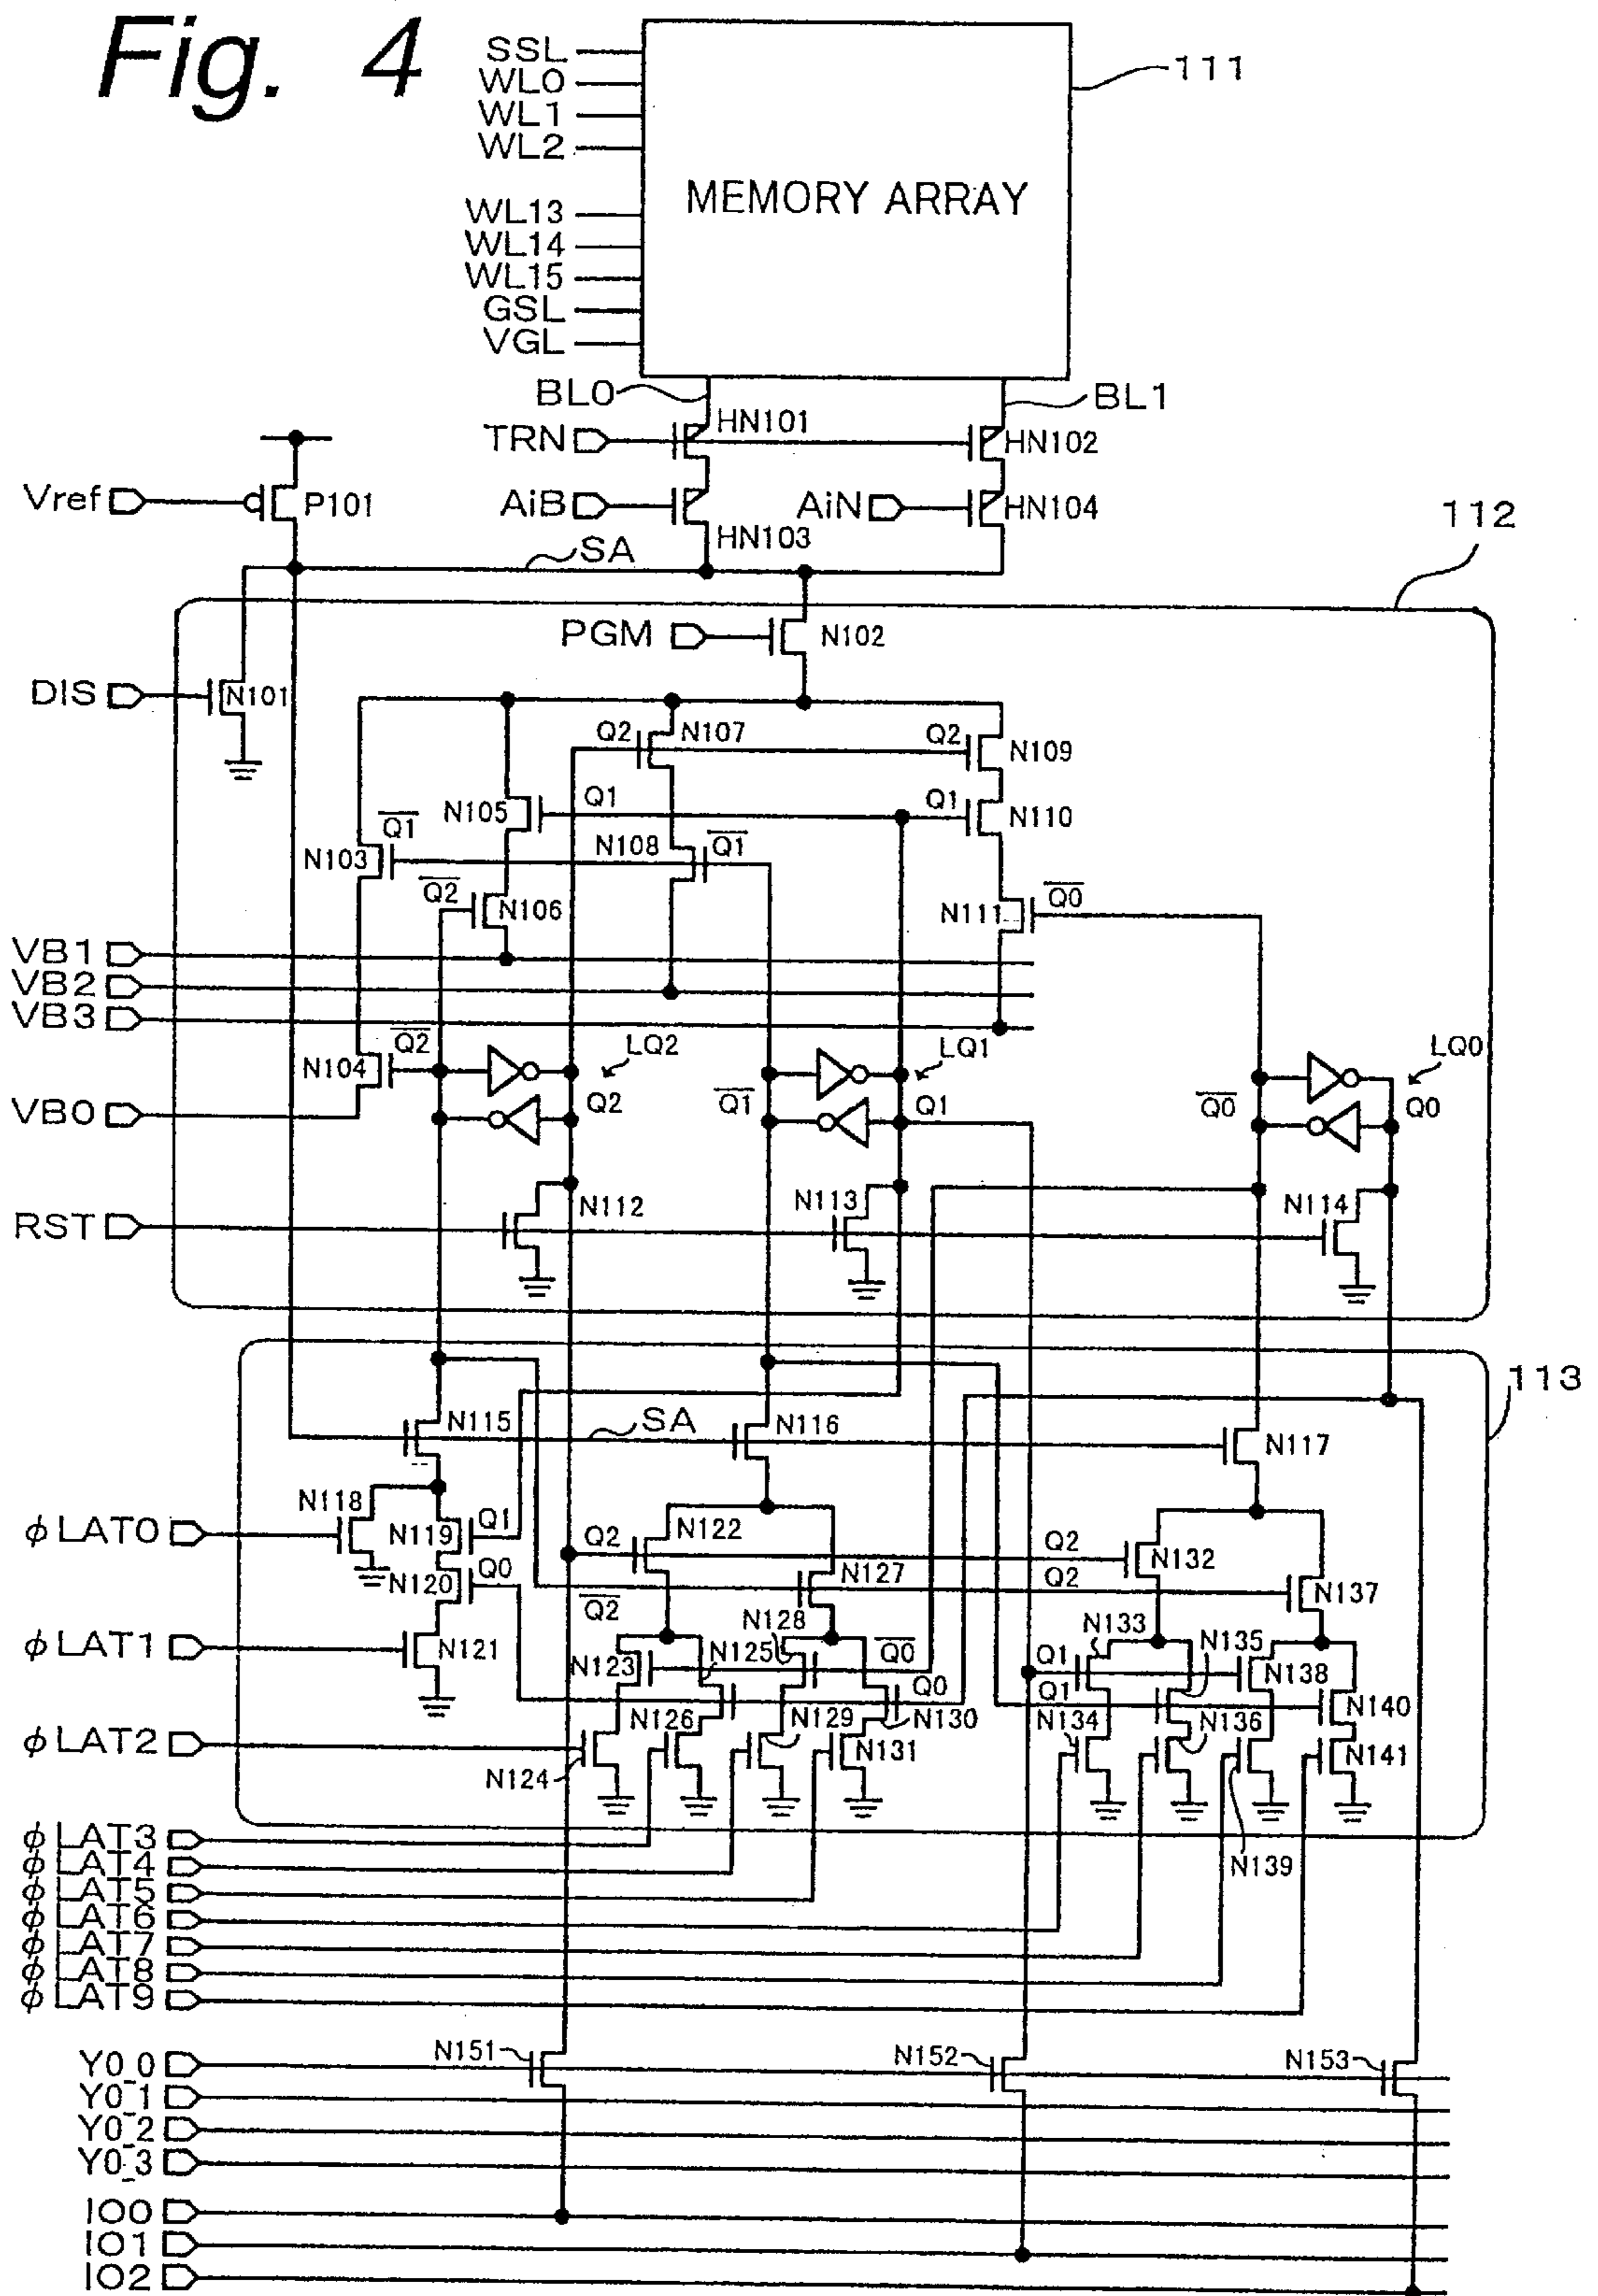 Fig. 4
SSL
WL0
WL1
WL2
WL13
WL14
WL15
GSL
VGL
MEMORY ARRAY
111
BL0
BL1
TRN
HN101
HN102
Vref
P101
AiB
HN103
AiN
HN104
112
SA
PGM
N102
DIS
N101
Q2
N107
Q2
N109
N105
Q1
Q1
N110
Q1
N103
N108
Q1
Q2
N106
N111
Q0
VB1
VB2
VB3
N104
Q2
LQ2
LQ1
LQ0
VB0
Q2
Q1
Q1
Q0
Q0
RST
N112
N113
N114
113
N115
SA
N116
N117
N118
φLAT0
N119
Q1
Q2
N122
Q2
N132
N120
Q0
N127
Q2
N137
Q2
N128
φLAT1
N121
N123
N125
Q0
Q1
N133
N135
N138
Q0
Q1
N126
N129
N130
N134
N136
N140
φLAT2
N124
N131
N141
φLAT3
φLAT4
N139
φLAT5
φLAT6
φLAT7
φLAT8
φLAT9
Y0_0
N151
N152
N153
Y0_1
Y0_2
Y0_3
IO0
IO1
IO2